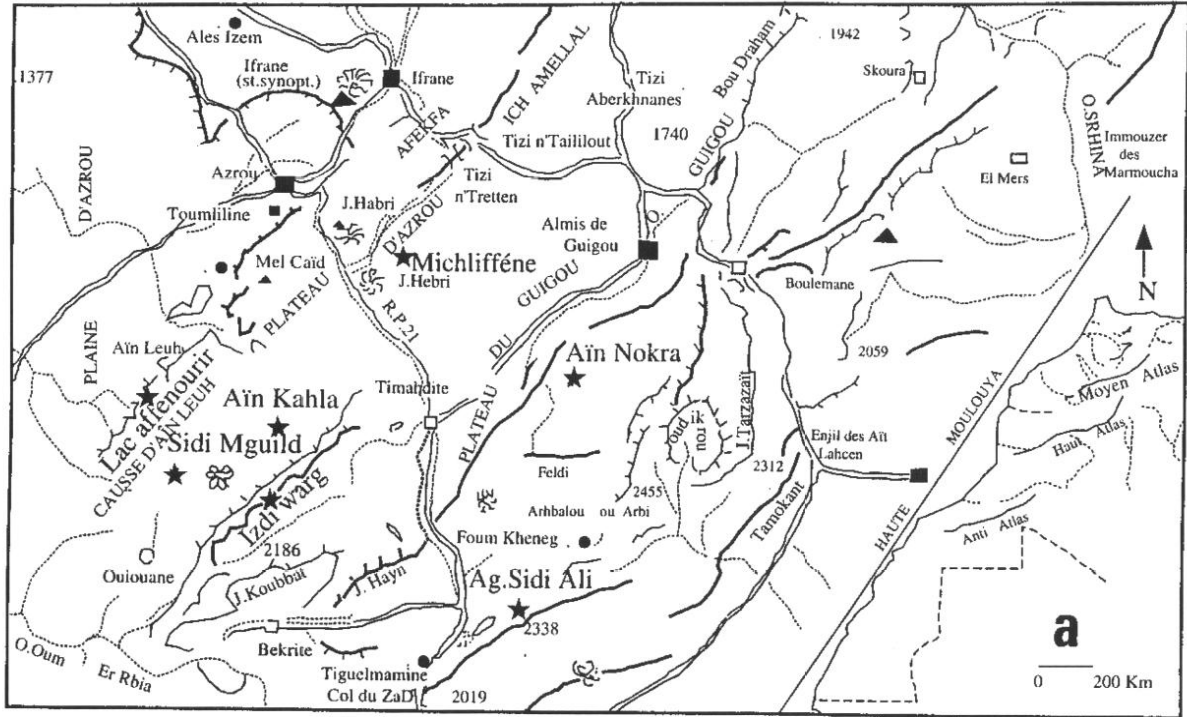 Ales Izem
1942
Skoura
1377
Ifrane
(st.synopt.)
Ifrane
ICH AMELLAL
Tizi
Aberkhnanes
Bou Draham
AFEKFA
Tizi n'Taililout
1740
GUIGOU
O.SRHINA
Immouzer
des
Marmoucha
El Mers
Azrou
Tizi
n'Tretten
D'AZROU
Toumliline
J.Habri
D'AZROU
Almis de
Guigou
O.
Michlifféne
J.Hebri
Mel Caïd
PLATEAU
R.P.21
GUIGOU
Boulemane
N
PLAINE
Aïn Leuh
DU
Aïn Nokra
2059
Moyen Atlas
Lac affenourir
Aïn Kahla
Timahdite
PLATEAU
oud ik
nou r
J.Tarzazaït
MOULOUYA
Haut Atlas
Sidi Mguild
CAUSSE D'AÏN LEUH
Enjil des Aït
Lahcen
Feldi
2312
2455
Izdi warg
Arhbalou ou Arbi
Tamokant
HAUTE
Anti Atlas
Foum Kheneg
2186
Ouiouane
J.Koubbat
J. Hayn
Ag.Sidi Ali
2338
a
Bekrite
O.Oum
Er Rbia
Tiguelmamine
Col du ZaD
2019
0
200 Km